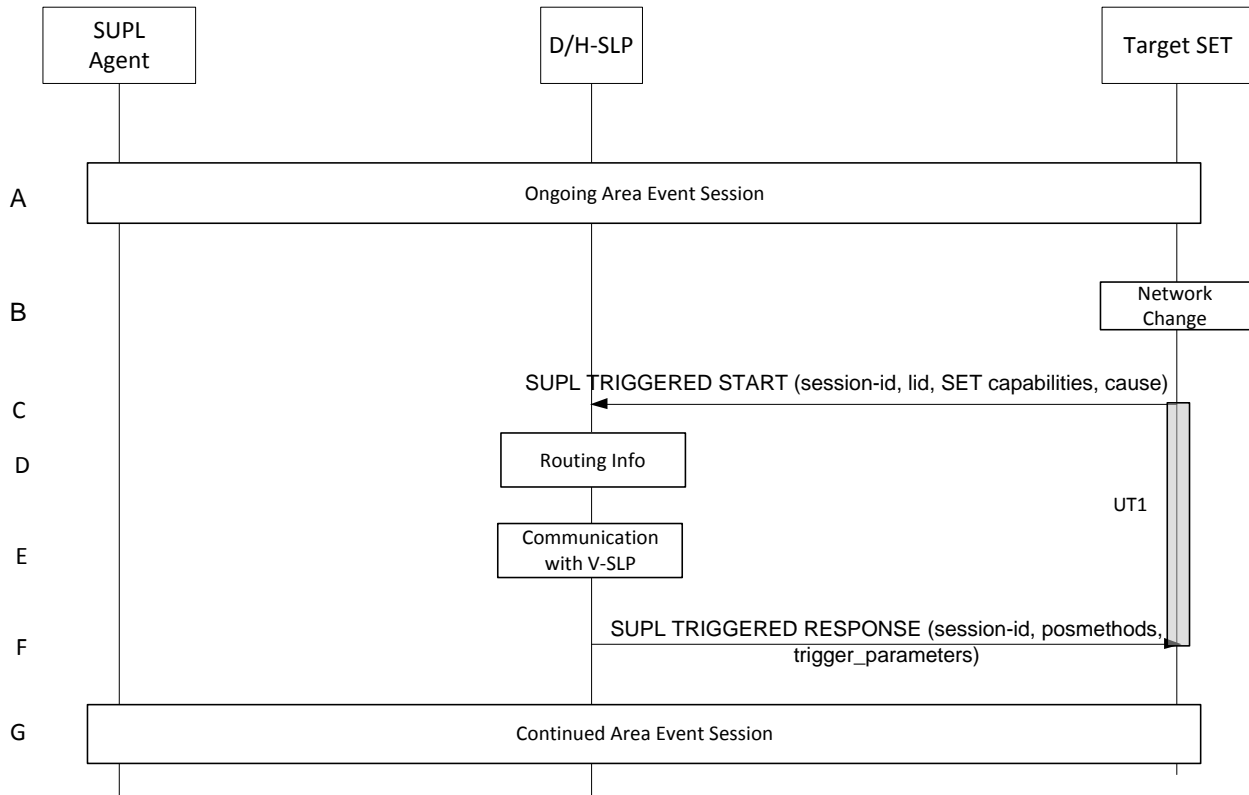 SUPL
Agent
D/H-SLP
Target SET
A
Ongoing Area Event Session
B
Network
Change
SUPL TRIGGERED START (session-id, lid, SET capabilities, cause)
C
D
Routing Info
UT1
E
Communication
with V-SLP
F
SUPL TRIGGERED RESPONSE (session-id, posmethods,
trigger_parameters)
G
Continued Area Event Session